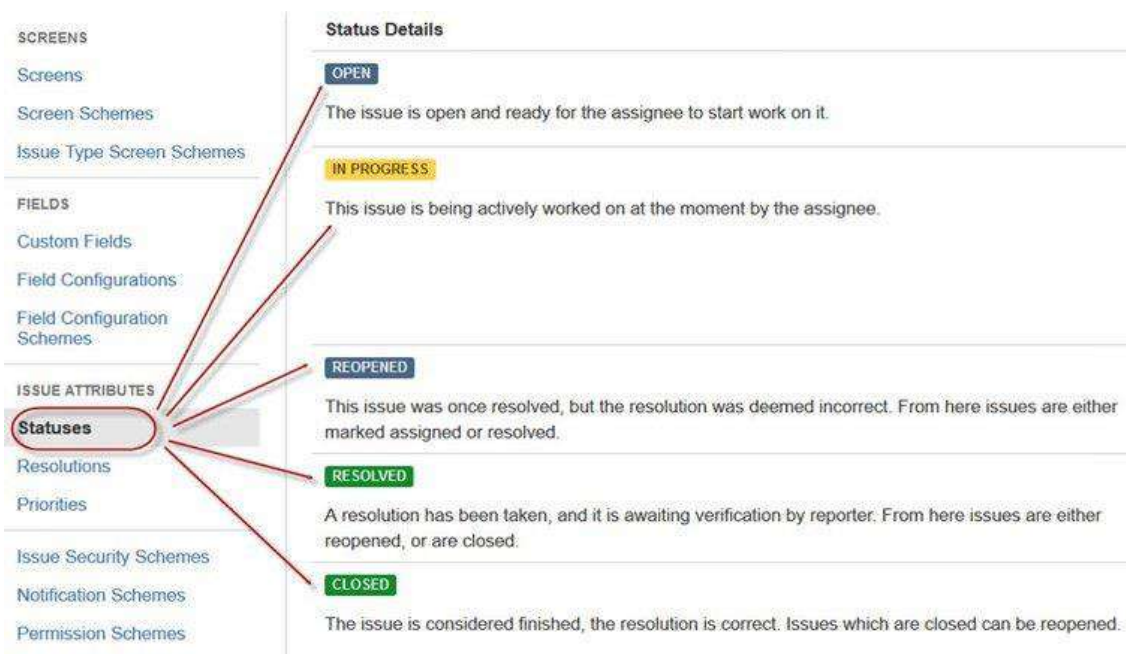 SCREENS
Screens
Screen Schemes
Issue Type Screen Schemes
FIELDS
Custom Fields
Field Configurations
Field Configuration
Schemes
ISSUE ATTRIBUTES
Statuses
Resolutions
Priorities
Issue Security Schemes
Notification Schemes
Permission Schemes
Status Details
OPEN
The issue is open and ready for the assignee to start work on it.
IN PROGRESS
This issue is being actively worked on at the moment by the assignee.
REOPENED
This issue was once resolved, but the resolution was deemed incorrect. From here issues are either
marked assigned or resolved.
RESOLVED
A resolution has been taken, and it is awaiting verification by reporter. From here issues are either
reopened, or are closed.
CLOSED
The issue is considered finished, the resolution is correct. Issues which are closed can be reopened.